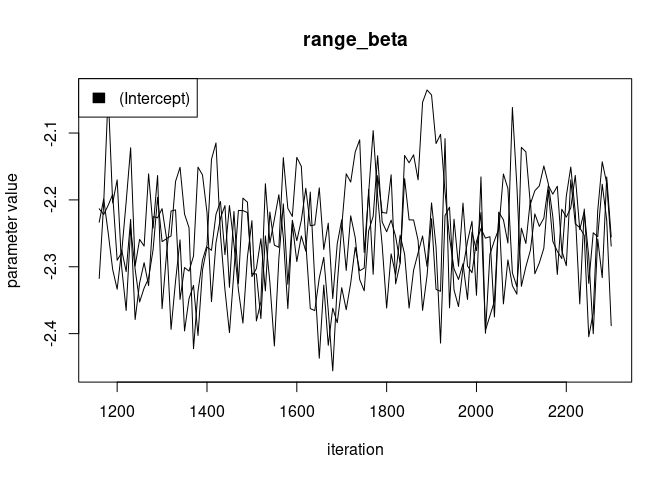 range_beta
(Intercept)
parameter value
-2.1
-2.2
-2.3
-2.4
1200 1400 1600 1800 2000 2200
iteration